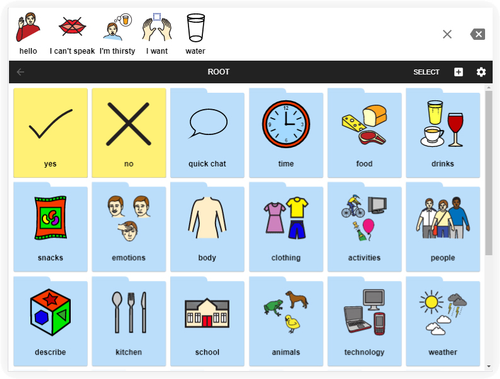 hello I can't speak I'm thirsty I want water
ROOT SELECT
yes no quick chat time food drinks
snacks emotions body clothing activities people
describe kitchen school animals technology weather